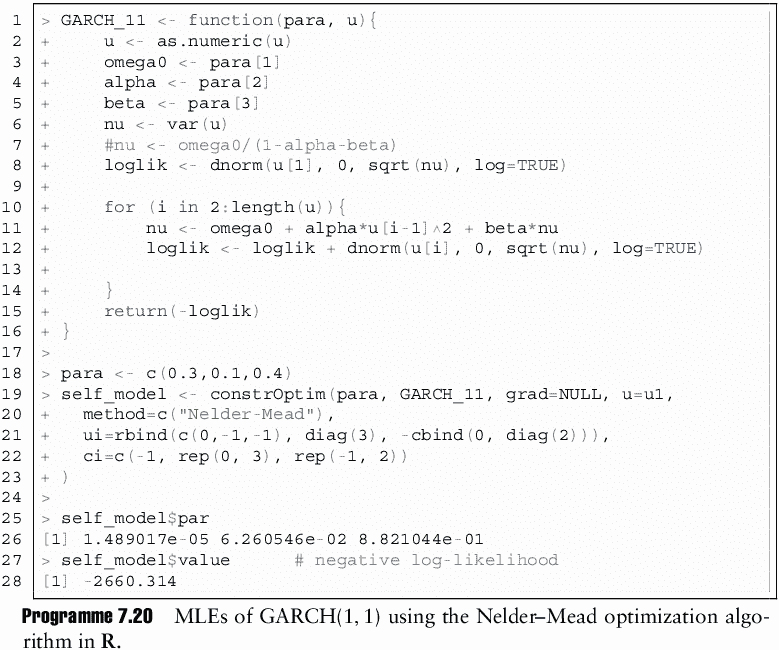 1 > GARCH_11 <- function(para, u){
2 + u <- as.numeric(u)
3 + omega0 <- para[1]
4 + alpha <- para[2]
5 + beta <- para[3]
6 + nu <- var(u)
7 + #nu <- omega0/(1-alpha-beta)
8 + loglik <- dnorm(u[1], 0, sqrt(nu), log=TRUE)
9 +
10 + for (i in 2:length(u)){
11 + nu <- omega0 + alpha*u[i-1]^2 + beta*nu
12 + loglik <- loglik + dnorm(u[i], 0, sqrt(nu), log=TRUE)
13 +
14 + }
15 + return(-loglik)
16 + }
17 >
18 > para <- c(0.3,0.1,0.4)
19 > self_model <- constrOptim(para, GARCH_11, grad=NULL, u=u1,
20 + method=c("Nelder-Mead"),
21 + ui=rbind(c(0,-1,-1), diag(3), -cbind(0, diag(2))),
22 + ci=c(-1, rep(0, 3), rep(-1, 2))
23 + )
24 >
25 > self_model$par
26 [1] 1.489017e-05 6.260546e-02 8.821044e-01
27 > self_model$value # negative log-likelihood
28 [1] -2660.314
Programme 7.20 MLEs of GARCH(1, 1) using the Nelder–Mead optimization algo-
rithm in R.